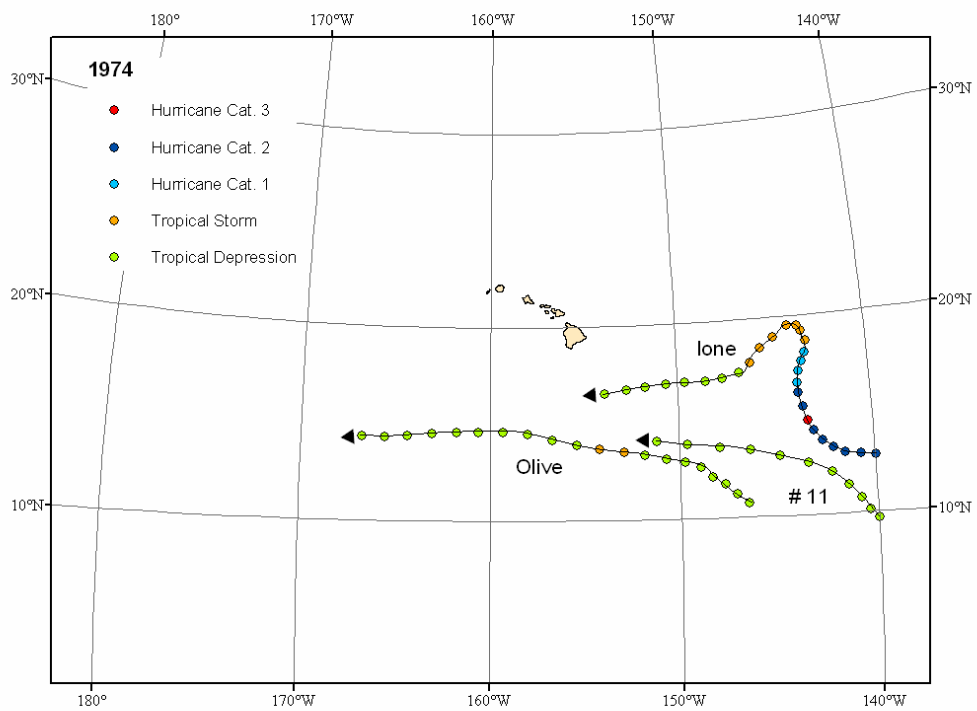 180° 170°W 160°W 150°W 140°W
1974
30°N 30°N
Hurricane Cat. 3
Hurricane Cat. 2
Hurricane Cat. 1
Tropical Storm
Tropical Depression
20°N 20°N
Ione
Olive
# 11
10°N 10°N
180° 170°W 160°W 150°W 140°W